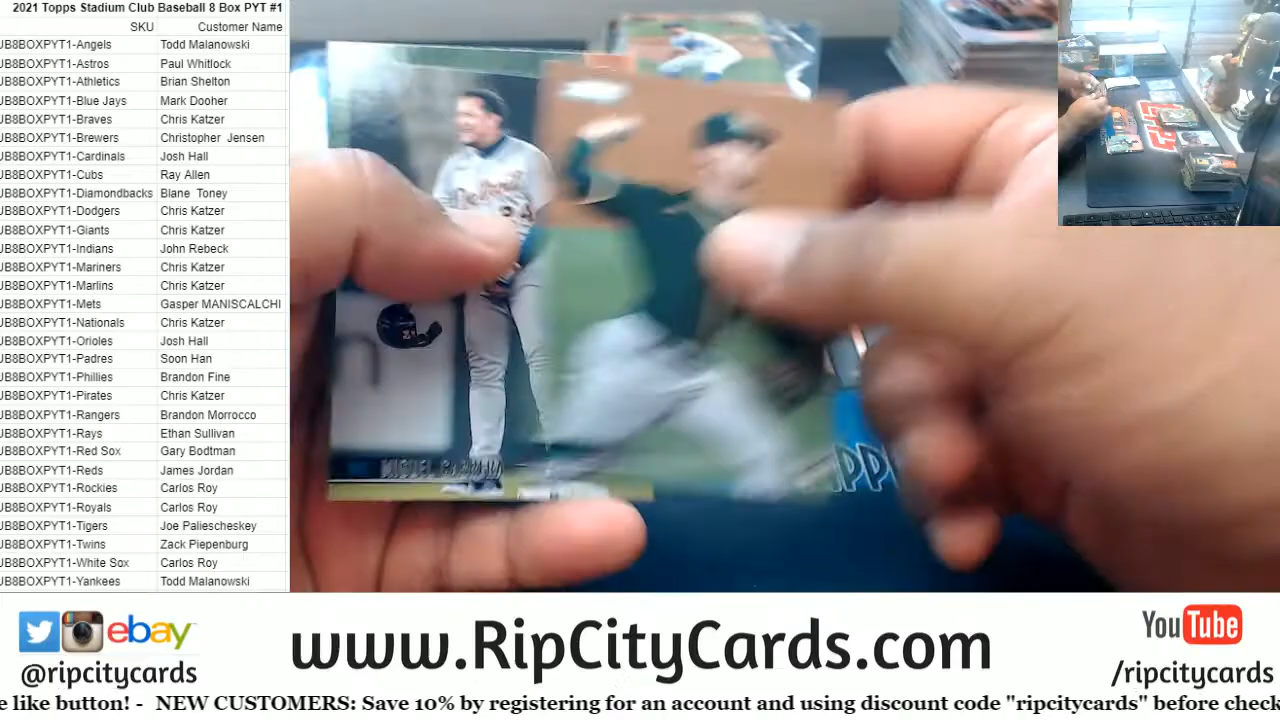 2021 Topps Stadium Club Baseball 8 Box PYT #1
SKU Customer Name
JB8BOXPYT1-Angels Todd Malanowski
JB8BOXPYT1-Astros Paul Whitlock
JB8BOXPYT1-Athletics Brian Shelton
JB8BOXPYT1-Blue Jays Mark Dooher
JB8BOXPYT1-Braves Chris Katzer
JB8BOXPYT1-Brewers Christopher Jensen
JB8BOXPYT1-Cardinals Josh Hall
JB8BOXPYT1-Cubs Ray Allen
JB8BOXPYT1-Diamondbacks Blane Toney
JB8BOXPYT1-Dodgers Chris Katzer
JB8BOXPYT1-Giants Chris Katzer
JB8BOXPYT1-Indians John Rebeck
JB8BOXPYT1-Mariners Chris Katzer
JB8BOXPYT1-Marlins Chris Katzer
JB8BOXPYT1-Mets Gasper MANISCALCHI
JB8BOXPYT1-Nationals Chris Katzer
JB8BOXPYT1-Orioles Josh Hall
JB8BOXPYT1-Padres Soon Han
JB8BOXPYT1-Phillies Brandon Fine
JB8BOXPYT1-Pirates Chris Katzer
JB8BOXPYT1-Rangers Brandon Morrocco
JB8BOXPYT1-Rays Ethan Sullivan
JB8BOXPYT1-Red Sox Gary Bodtman
JB8BOXPYT1-Reds James Jordan
JB8BOXPYT1-Rockies Carlos Roy
JB8BOXPYT1-Royals Carlos Roy
JB8BOXPYT1-Tigers Joe Paliescheskey
JB8BOXPYT1-Twins Zack Piepenburg
JB8BOXPYT1-White Sox Carlos Roy
JB8BOXPYT1-Yankees Todd Malanowski
MIGUEL
ebay
@ripcitycards
www.RipCityCards.com
YouTube
/ripcitycards
e like button! - NEW CUSTOMERS: Save 10% by registering for an account and using discount code "ripcitycards" before check